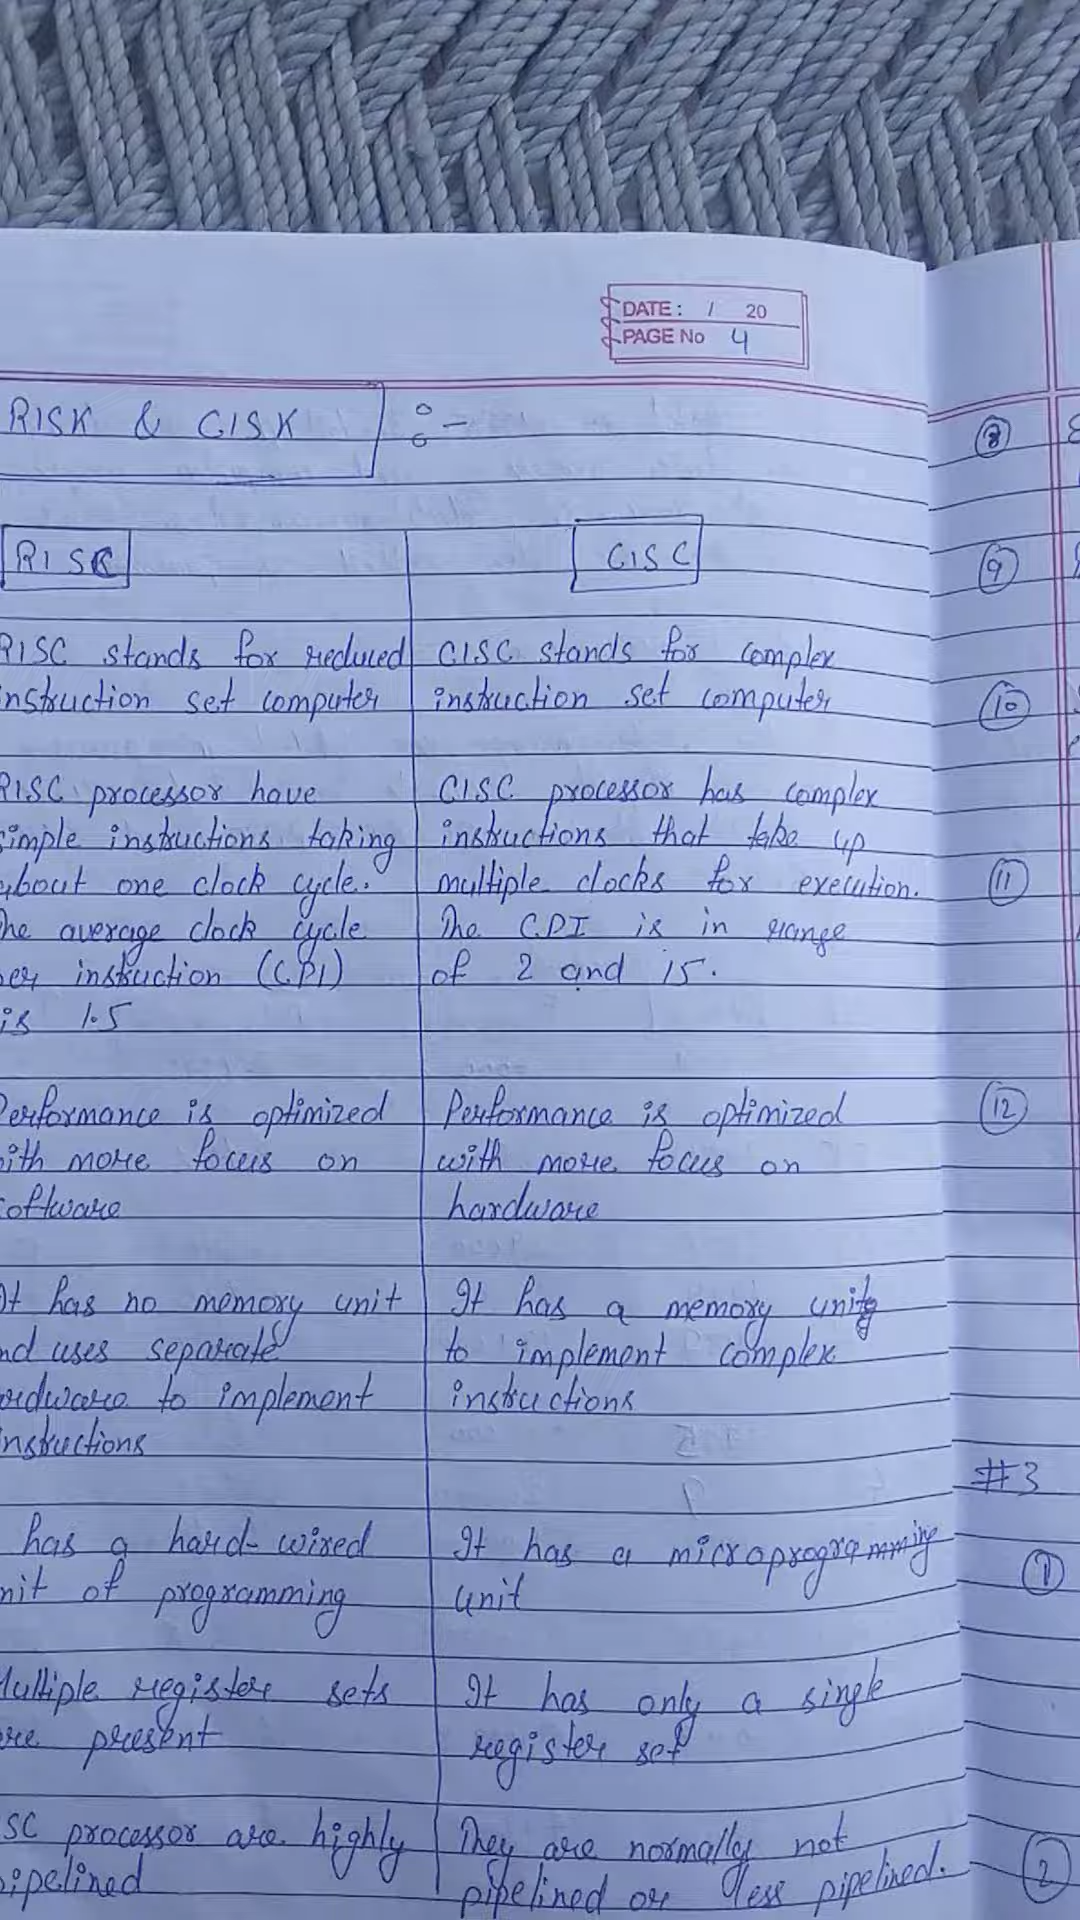 DATE: / 20
PAGE No 4
RISK & CISK :-
RISC
CISC
RISC stands for reduced
instruction set computer
CISC stands for complex
instruction set computer
RISC processor have
simple instructions taking
about one clock cycle.
The average clock cycle
per instruction (CPI)
is 1.5
CISC processor has complex
instructions that take up
multiple clocks for execution.
The CPI is in range
of 2 and 15.
Performance is optimized
with more focus on
software
Performance is optimized
with more focus on
hardware
It has no memory unit
and uses separate
hardware to implement
instructions
It has a memory unit
to implement complex
instructions
has a hard-wired
unit of programming
It has a microprogramming
unit
Multiple register sets
are present
It has only a single
register set
RISC processor are highly
pipelined
They are normally not
pipelined or less pipelined.
8
9
10
11
12
#3
1
2